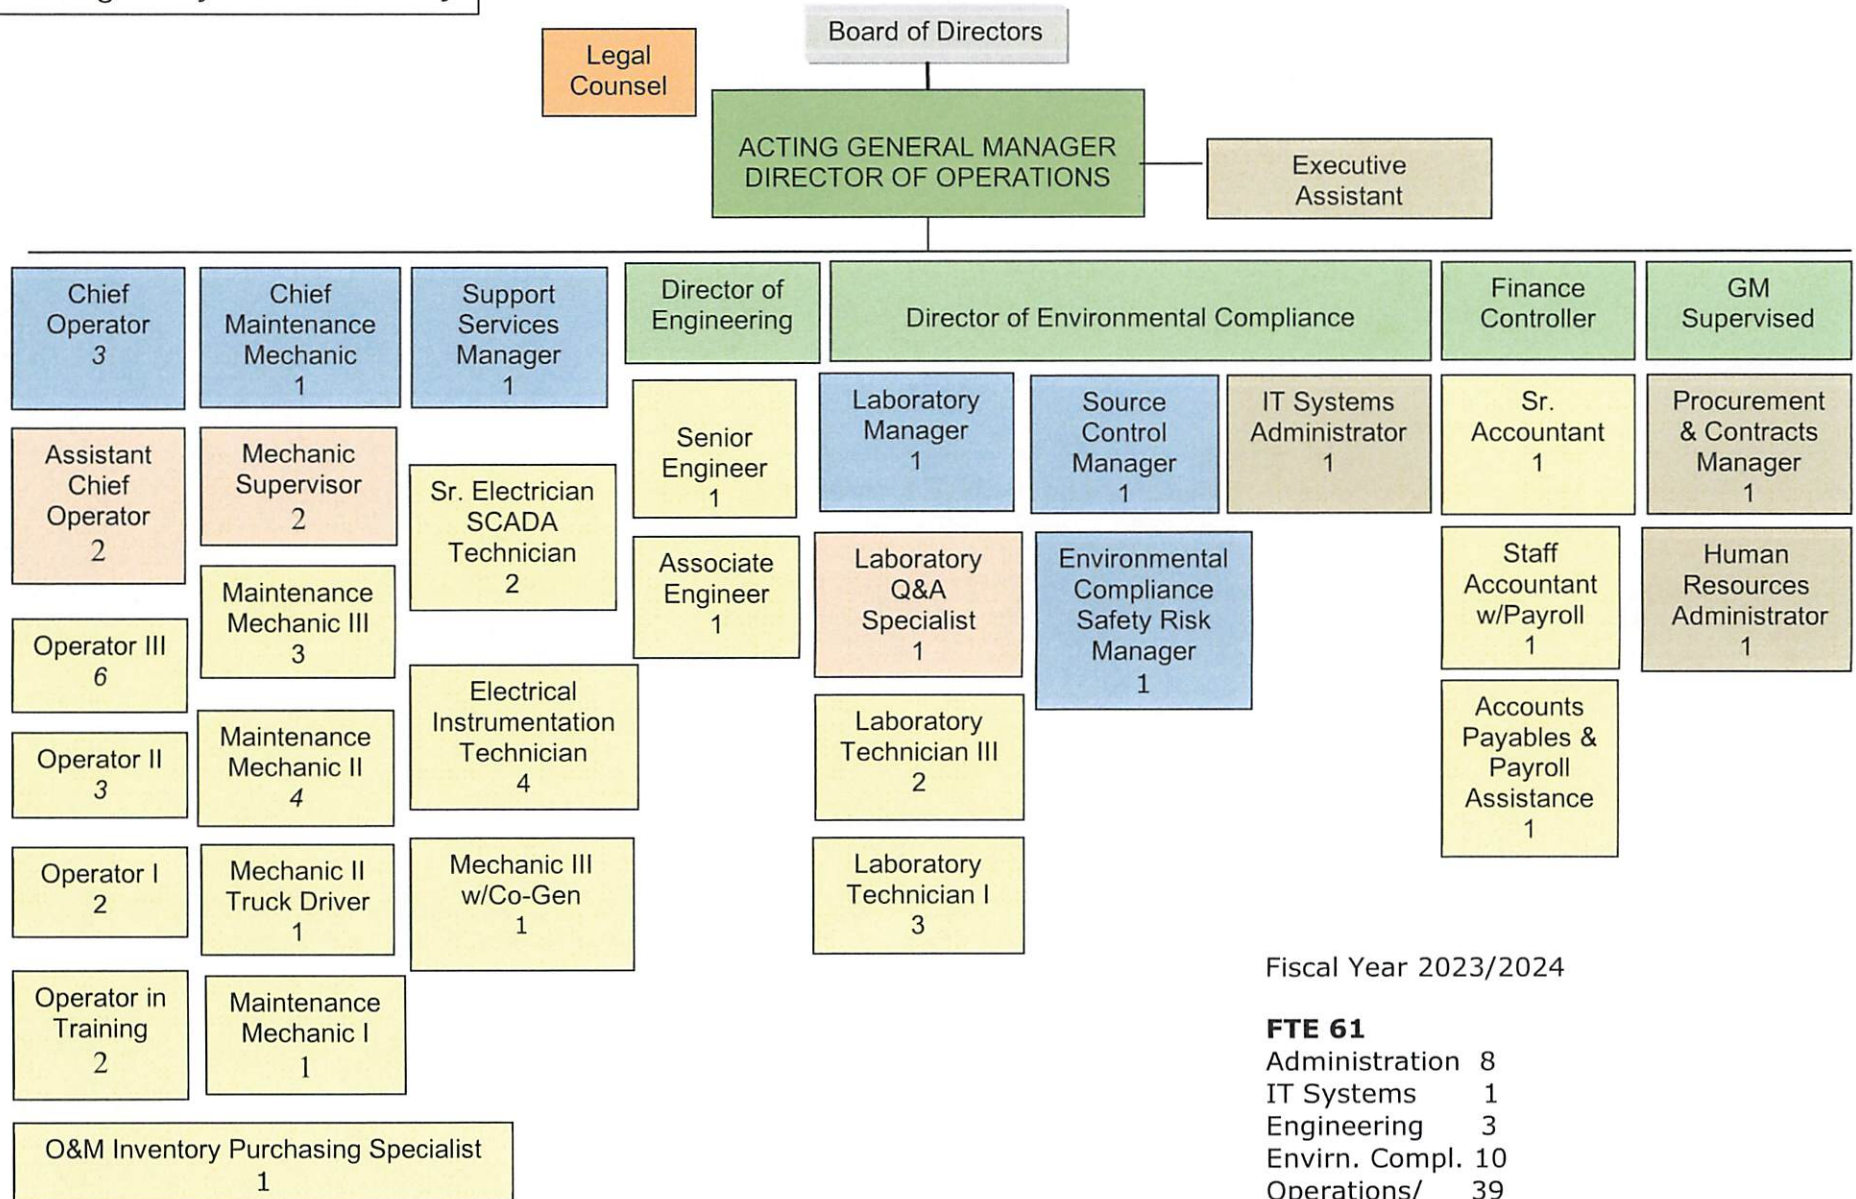 Board of Directors
Legal
Counsel
ACTING GENERAL MANAGER
DIRECTOR OF OPERATIONS
Executive
Assistant
Chief
Operator
3
Chief
Maintenance
Mechanic
1
Support
Services
Manager
1
Director of
Engineering
Director of Environmental Compliance
Finance
Controller
GM
Supervised
Assistant
Chief
Operator
2
Operator III
6
Operator II
3
Operator I
2
Operator in
Training
2
Mechanic
Supervisor
2
Maintenance
Mechanic III
3
Maintenance
Mechanic II
4
Mechanic II
Truck Driver
1
Maintenance
Mechanic I
1
O&M Inventory Purchasing Specialist
1
Sr. Electrician
SCADA
Technician
2
Electrical
Instrumentation
Technician
4
Mechanic III
w/Co-Gen
1
Senior
Engineer
1
Associate
Engineer
1
Laboratory
Manager
1
Laboratory
Q&A
Specialist
1
Laboratory
Technician III
2
Laboratory
Technician I
3
Source
Control
Manager
1
Environmental
Compliance
Safety Risk
Manager
1
IT Systems
Administrator
1
Sr.
Accountant
1
Staff
Accountant
w/Payroll
1
Accounts
Payables &
Payroll
Assistance
1
Procurement
& Contracts
Manager
1
Human
Resources
Administrator
1
Fiscal Year 2023/2024
FTE 61
Administration 8
IT Systems 1
Engineering 3
Envirn. Compl. 10
Operations/ 39